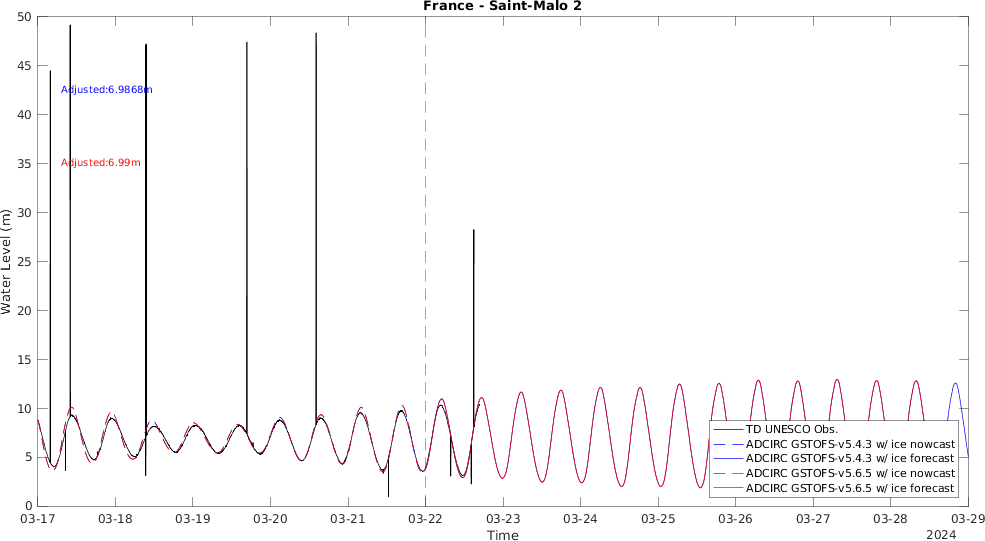 France - Saint-Malo 2
50
45
40
35
30
25
20
15
10
5
0
Water Level (m)
Adjusted:6.9868m
Adjusted:6.99m
TD UNESCO Obs.
ADCIRC GSTOFS-v5.4.3 w/ ice nowcast
ADCIRC GSTOFS-v5.4.3 w/ ice forecast
ADCIRC GSTOFS-v5.6.5 w/ ice nowcast
ADCIRC GSTOFS-v5.6.5 w/ ice forecast
03-17 03-18 03-19 03-20 03-21 03-22 03-23 03-24 03-25 03-26 03-27 03-28 03-29
Time
2024